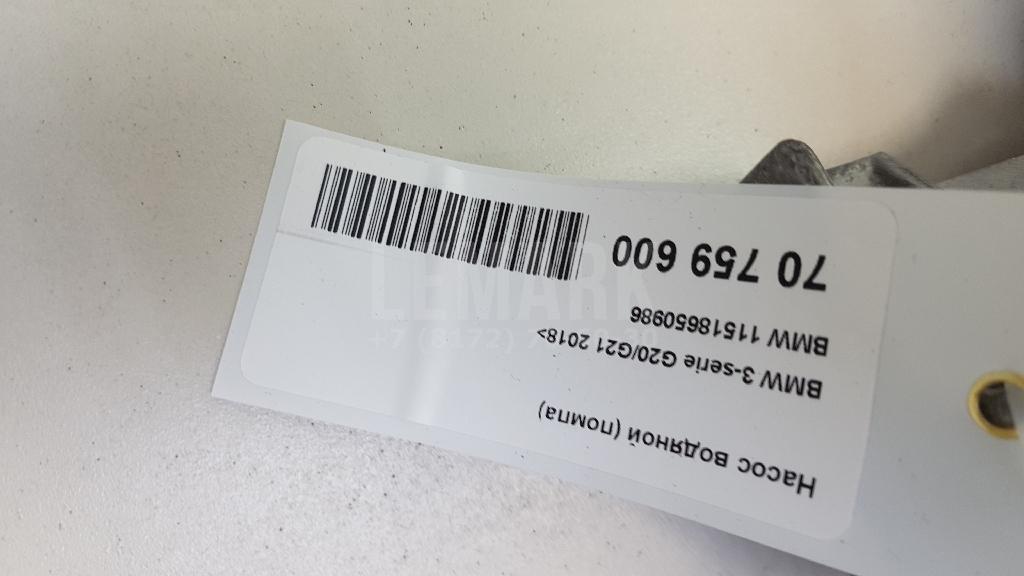 Насос водяной (помпа)
BMW 3-serie G20/G21 2018>
BMW 11518650986
70 759 600
LEMARK